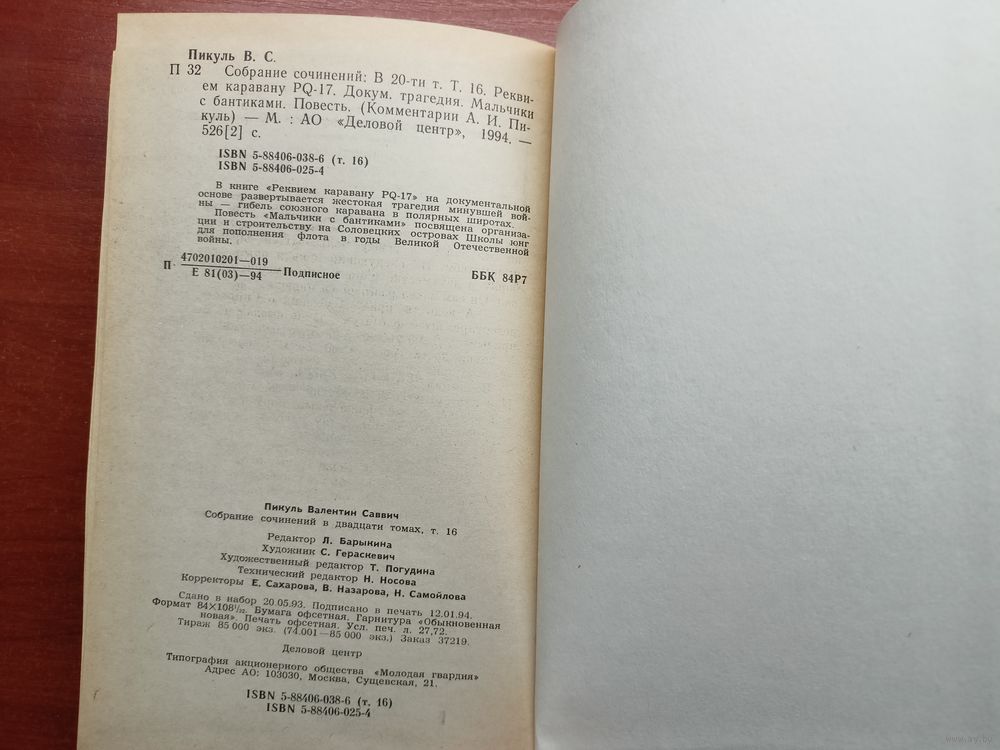 Пикуль В. С.
П 32 Собрание сочинений: В 20-ти т. Т. 16. Рекви-
ем каравану PQ-17. Докум. трагедия. Мальчики
с бантиками. Повесть. (Комментарии А. И. Пи-
куль) — М. : АО «Деловой центр», 1994. —
526[2] с.
ISBN 5-88406-038-6 (т. 16)
ISBN 5-88406-025-4
В книге «Реквием каравану PQ-17» на документальной
основе развертывается жестокая трагедия минувшей вой-
ны — гибель союзного каравана в полярных широтах.
Повесть «Мальчики с бантиками» посвящена организа-
ции и строительству на Соловецких островах Школы юнг
для пополнения флота в годы Великой Отечественной
войны.
П 4702010201—019
Е 81(03)—94 Подписное ББК 84Р7
Пикуль Валентин Саввич
Собрание сочинений в двадцати томах, т. 16
Редактор Л. Барыкина
Художник С. Гераскевич
Художественный редактор Т. Погудина
Технический редактор Н. Носова
Корректоры Е. Сахарова, В. Назарова, Н. Самойлова
Сдано в набор 20.05.93. Подписано в печать 12.01.94.
Формат 84×108 1/32. Бумага офсетная. Гарнитура «Обыкновенная
новая». Печать офсетная. Усл. печ. л. 27,72.
Тираж 85 000 экз. (74.001—85 000 экз.) Заказ 37219.
Деловой центр
Типография акционерного общества «Молодая гвардия»
Адрес АО: 103030, Москва, Сущевская, 21.
ISBN 5-88406-038-6 (т. 16)
ISBN 5-88406-025-4